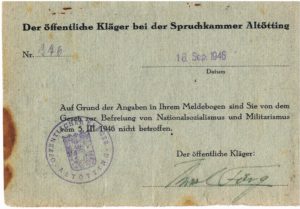 Der öffentliche Kläger bei der Spruchkammer Altötting
Nr. 246
18. Sep. 1946
Datum
Auf Grund der Angaben in Ihrem Meldebogen sind Sie von dem
Gesetz zur Befreiung von Nationalsozialismus und Militarismus
vom 5. III. 1946 nicht betroffen.
Der öffentliche Kläger:
ALTÖTTING